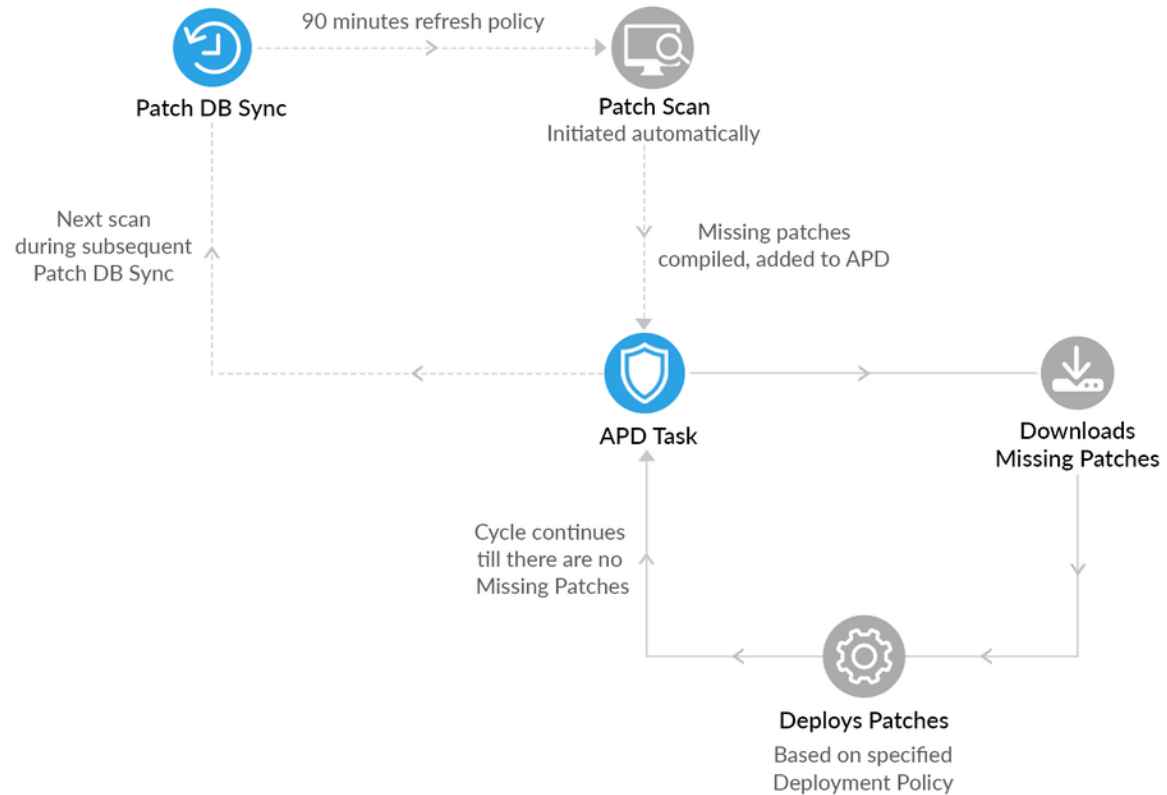 90 minutes refresh policy
Patch DB Sync
Patch Scan
Initiated automatically
Next scan
during subsequent
Patch DB Sync
Missing patches
compiled, added to APD
APD Task
Downloads
Missing Patches
Cycle continues
till there are no
Missing Patches
Deploys Patches
Based on specified
Deployment Policy